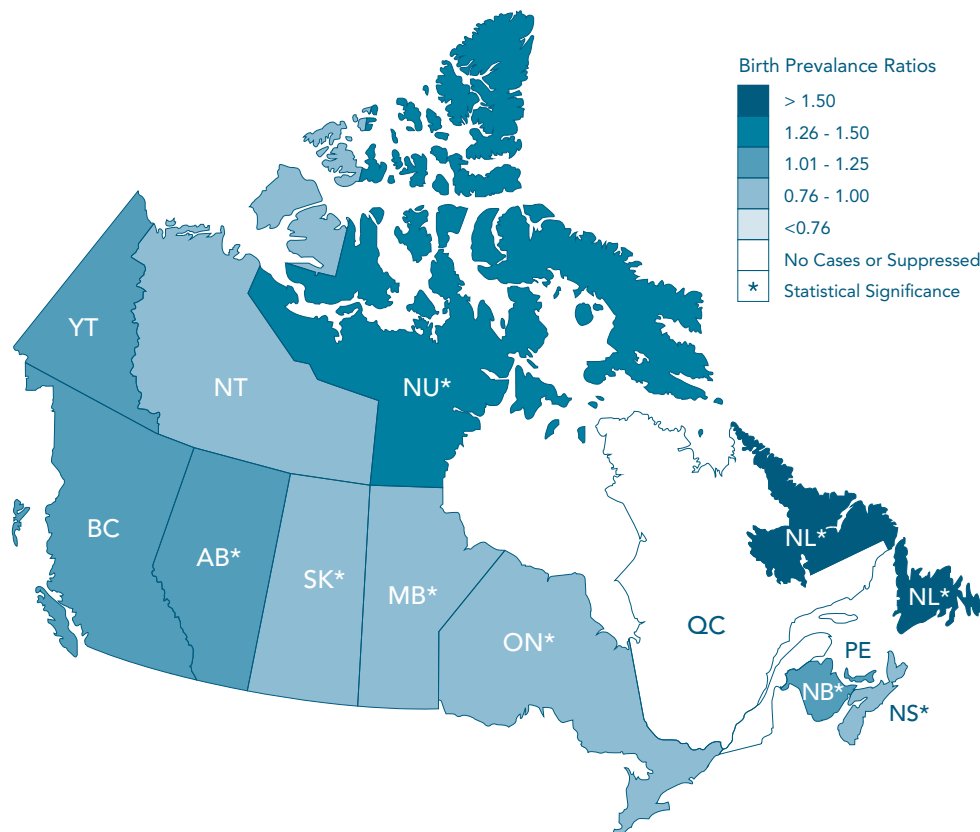 Birth Prevalance Ratios
> 1.50
1.26 - 1.50
1.01 - 1.25
0.76 - 1.00
<0.76
No Cases or Suppressed
* Statistical Significance
YT
NT
NU*
BC
AB*
SK*
MB*
ON*
QC
NL*
NL*
PE
NB*
NS*